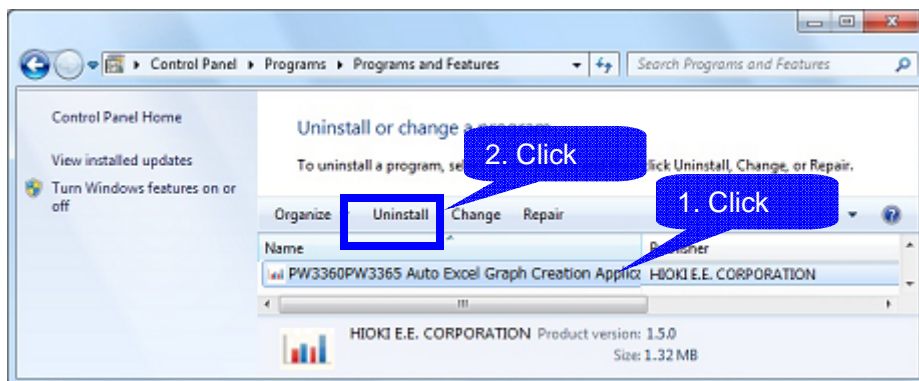 Control Panel Programs Programs and Features Search Programs and Features
Control Panel Home
View installed updates
Turn Windows features on or
off
Uninstall or change a program
To uninstall a program, se
lick Uninstall, Change, or Repair.
2. Click
1. Click
Organize Uninstall Change Repair
Name
PW3360PW3365 Auto Excel Graph Creation Applica HIOKI E.E. CORPORATION
HIOKI E.E. CORPORATION Product version: 1.5.0
Size: 1.32 MB